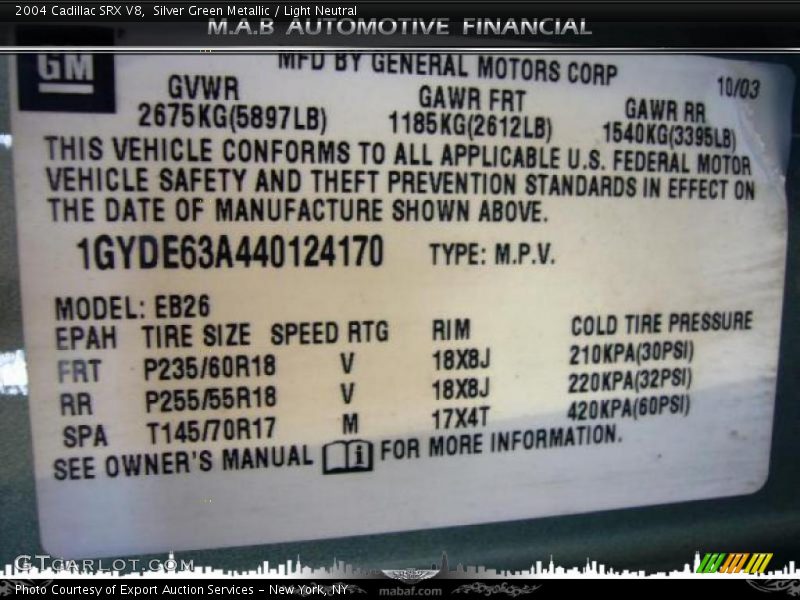 2004 Cadillac SRX V8,  Silver Green Metallic / Light Neutral
M.A.B AUTOMOTIVE FINANCIAL
GM
MFD BY GENERAL MOTORS CORP
10/03
GVWR GAWR FRT GAWR RR
2675KG(5897LB) 1185KG(2612LB) 1540KG(3395LB)
THIS VEHICLE CONFORMS TO ALL APPLICABLE U.S. FEDERAL MOTOR
VEHICLE SAFETY AND THEFT PREVENTION STANDARDS IN EFFECT ON
THE DATE OF MANUFACTURE SHOWN ABOVE.
1GYDE63A440124170 TYPE: M.P.V.
MODEL: EB26
EPAH TIRE SIZE SPEED RTG RIM COLD TIRE PRESSURE
FRT P235/60R18 V 18X8J 210KPA(30PSI)
RR P255/55R18 V 18X8J 220KPA(32PSI)
SPA T145/70R17 M 17X4T 420KPA(60PSI)
SEE OWNER'S MANUAL i FOR MORE INFORMATION.
GTcarlot.com
Photo Courtesy of Export Auction Services - New York, NY
mabaf.com